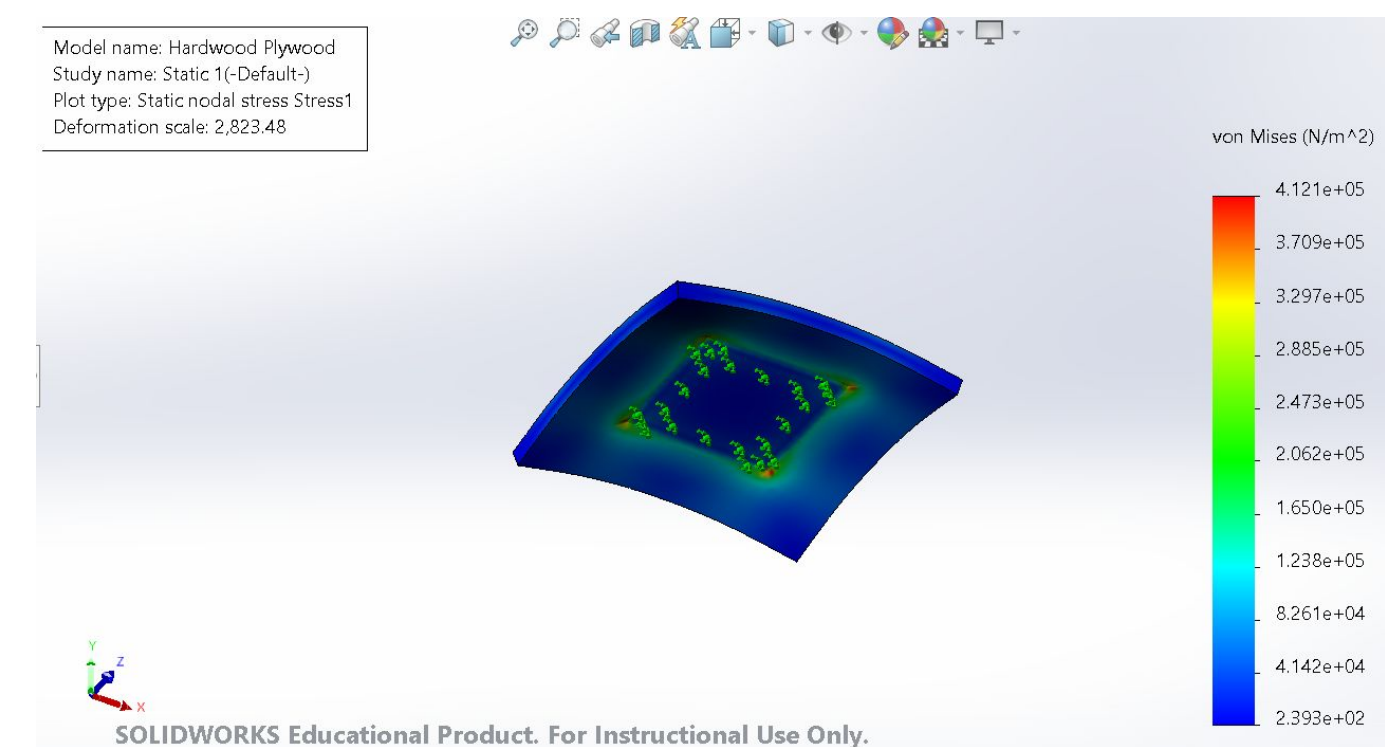 Model name: Hardwood Plywood
Study name: Static 1(-Default-)
Plot type: Static nodal stress Stress1
Deformation scale: 2,823.48
von Mises (N/m^2)
4.121e+05
3.709e+05
3.297e+05
2.885e+05
2.473e+05
2.062e+05
1.650e+05
1.238e+05
8.261e+04
4.142e+04
2.393e+02
Y
Z
X
SOLIDWORKS Educational Product. For Instructional Use Only.